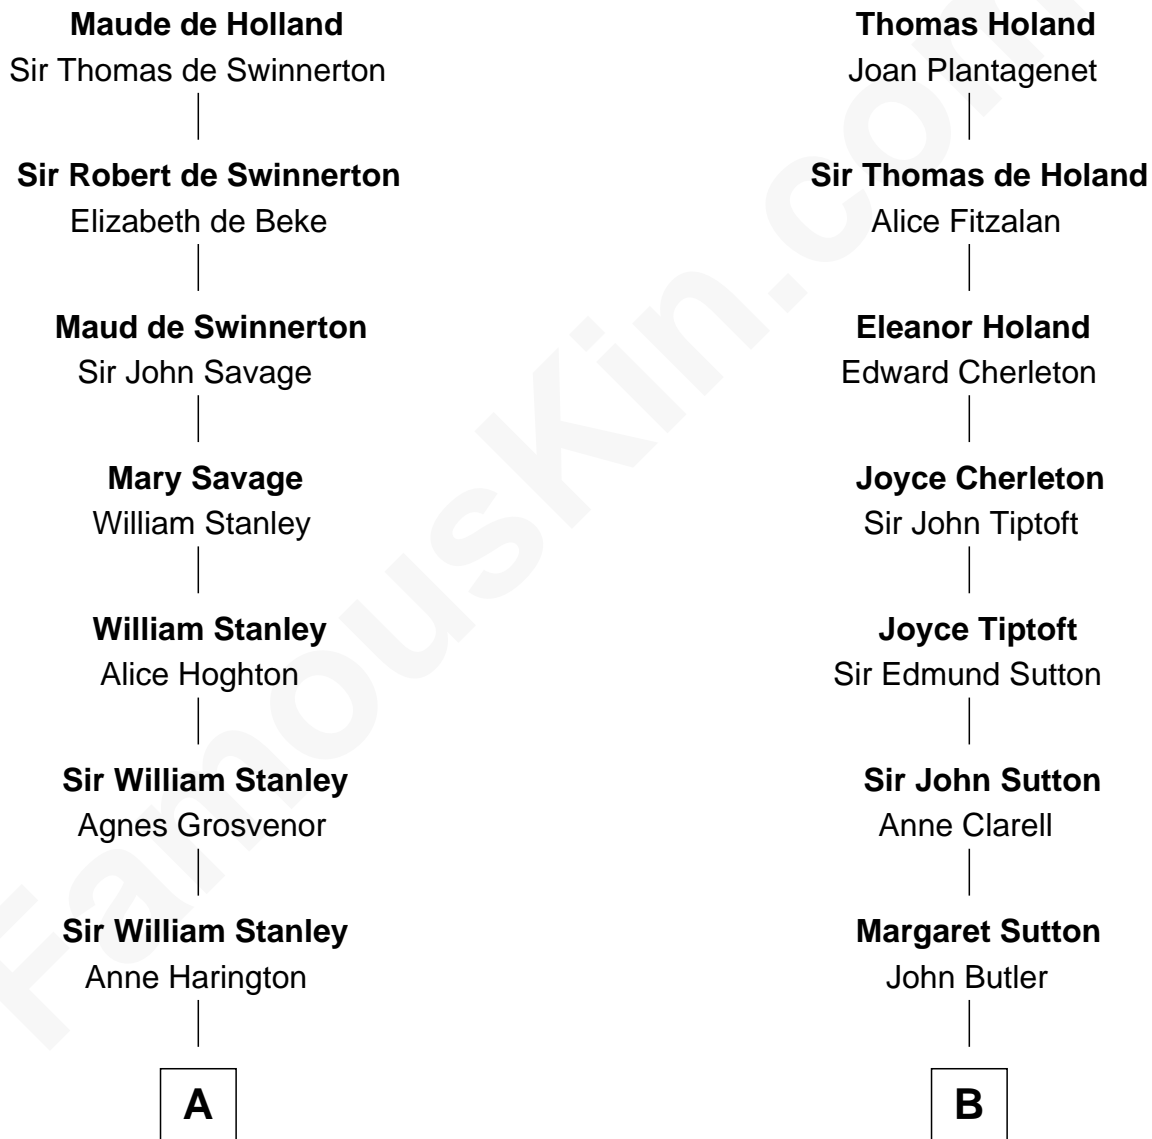 Maude de Holland
Sir Thomas de Swinnerton
Sir Robert de Swinnerton
Elizabeth de Beke
Maud de Swinnerton
Sir John Savage
Mary Savage
William Stanley
William Stanley
Alice Hoghton
Sir William Stanley
Agnes Grosvenor
Sir William Stanley
Anne Harington
A
Thomas Holand
Joan Plantagenet
Sir Thomas de Holand
Alice Fitzalan
Eleanor Holand
Edward Cherleton
Joyce Cherleton
Sir John Tiptoft
Joyce Tiptoft
Sir Edmund Sutton
Sir John Sutton
Anne Clarell
Margaret Sutton
John Butler
B
FamousKin.com